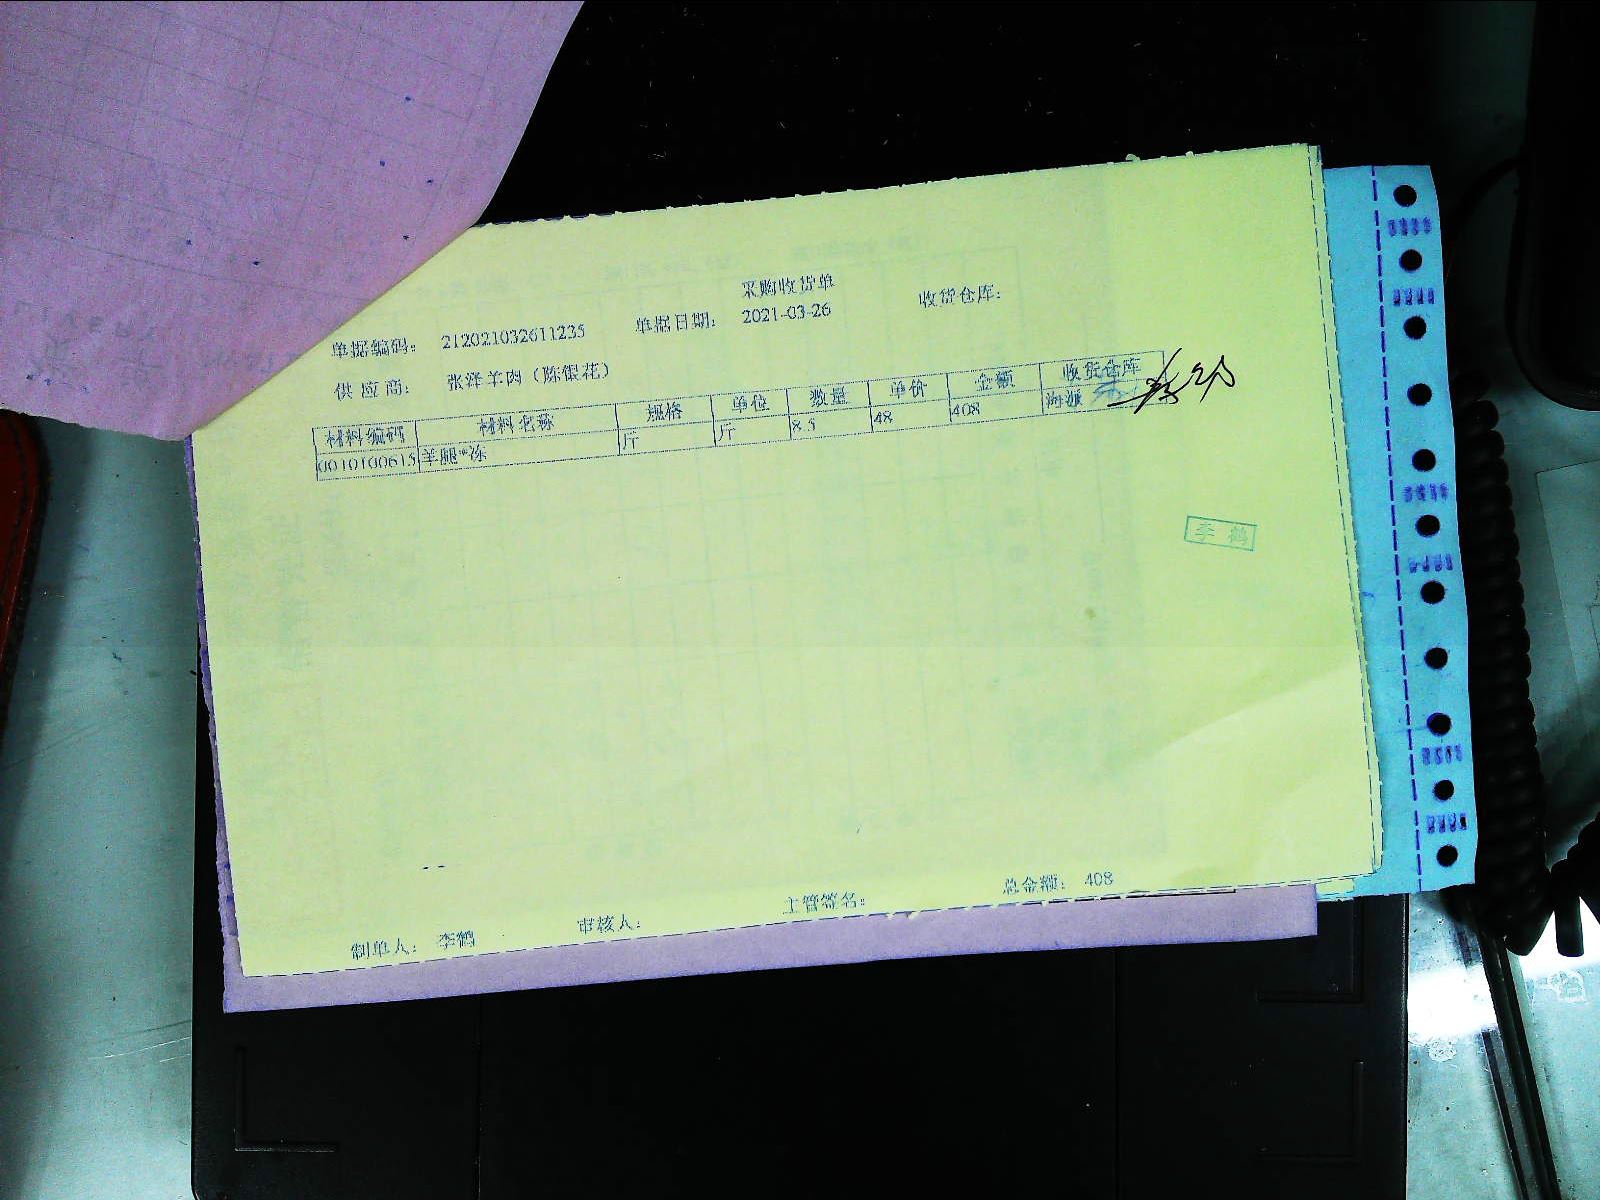 采购收货单
单据编码： 212021032611235 单据日期： 2021-03-26 收货仓库：
供应商： 张泽羊肉（陈银花）
材料编码 材料名称 规格 单位 数量 单价 金额 收货仓库
0010100615 羊腿*冻 斤 斤 8.5 48 408 海派
李鹤
制单人： 李鹤 审核人： 主管签名： 总金额： 408